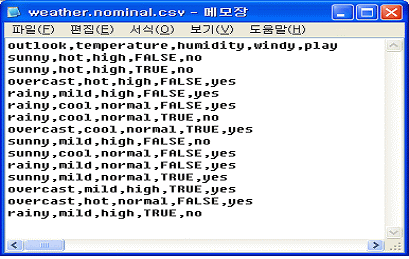 weather.nominal.csv - 메모장
파일(F) 편집(E) 서식(O) 보기(V) 도움말(H)
outlook,temperature,humidity,windy,play
sunny,hot,high,FALSE,no
sunny,hot,high,TRUE,no
overcast,hot,high,FALSE,yes
rainy,mild,high,FALSE,yes
rainy,cool,normal,FALSE,yes
rainy,cool,normal,TRUE,no
overcast,cool,normal,TRUE,yes
sunny,mild,high,FALSE,no
sunny,cool,normal,FALSE,yes
rainy,mild,normal,FALSE,yes
sunny,mild,normal,TRUE,yes
overcast,mild,high,TRUE,yes
overcast,hot,normal,FALSE,yes
rainy,mild,high,TRUE,no